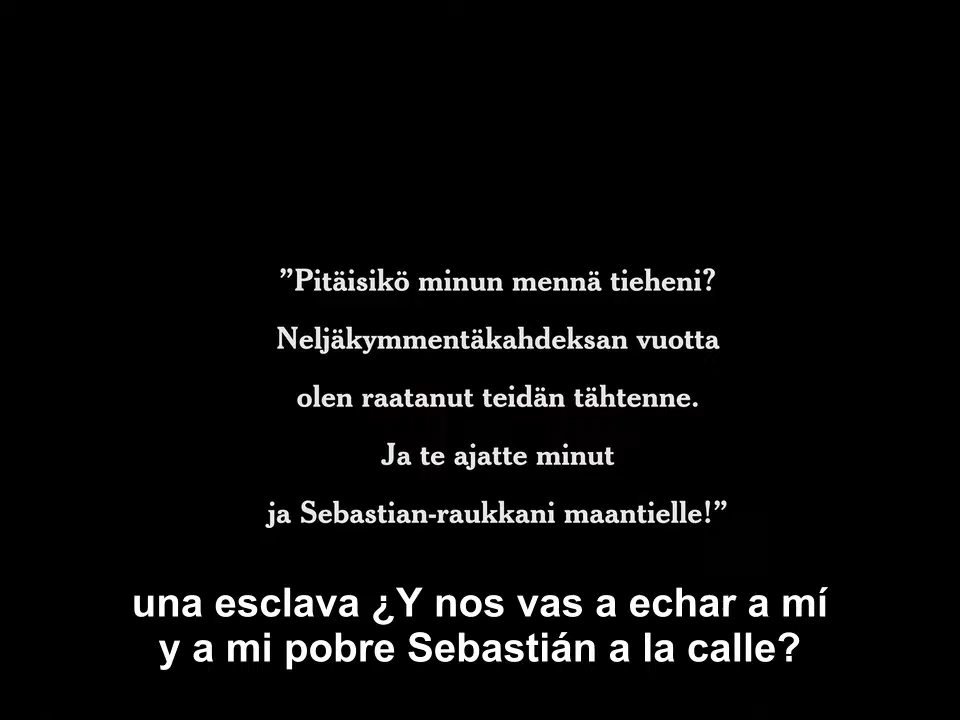 ”Pitäisikö minun mennä tieheni?
Neljäkymmentäkahdeksan vuotta
olen raatanut teidän tähtenne.
Ja te ajatte minut
ja Sebastian-raukkani maantielle!”
una esclava ¿Y nos vas a echar a mí
y a mi pobre Sebastián a la calle?